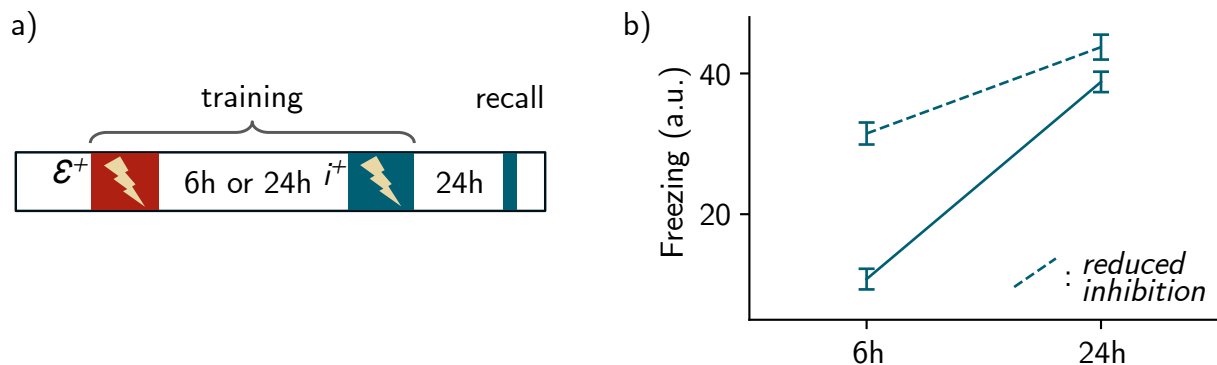 a)
training
recall
ℰ⁺
6h or 24h
i⁺
24h
b)
Freezing (a.u.)
40
20
6h
24h
: reduced
inhibition